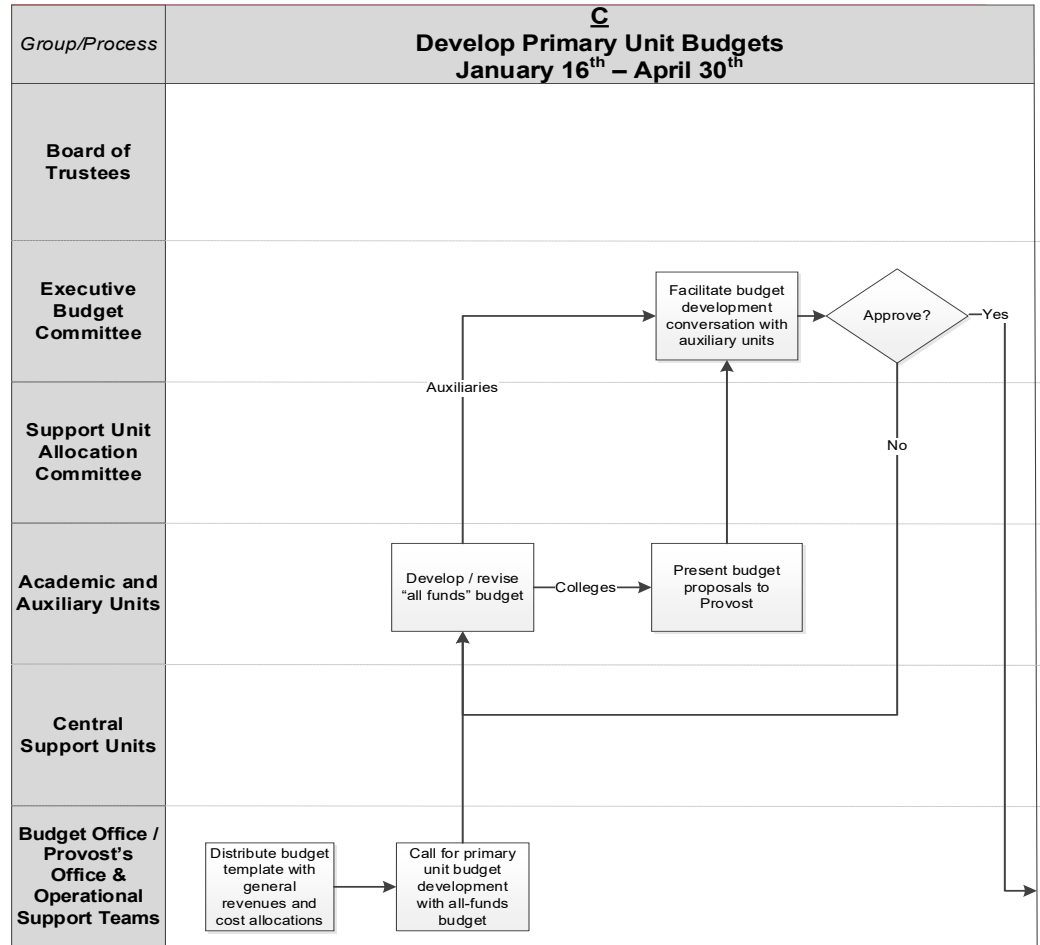 Group/Process
C
Develop Primary Unit Budgets
January 16th – April 30th
Board of
Trustees
Executive
Budget
Committee
Facilitate budget
development
conversation with
auxiliary units
Approve?
Yes
Auxiliaries
Support Unit
Allocation
Committee
No
Academic and
Auxiliary Units
Develop / revise
“all funds” budget
Colleges
Present budget
proposals to
Provost
Central
Support Units
Budget Office /
Provost’s
Office &
Operational
Support Teams
Distribute budget
template with
general
revenues and
cost allocations
Call for primary
unit budget
development
with all-funds
budget